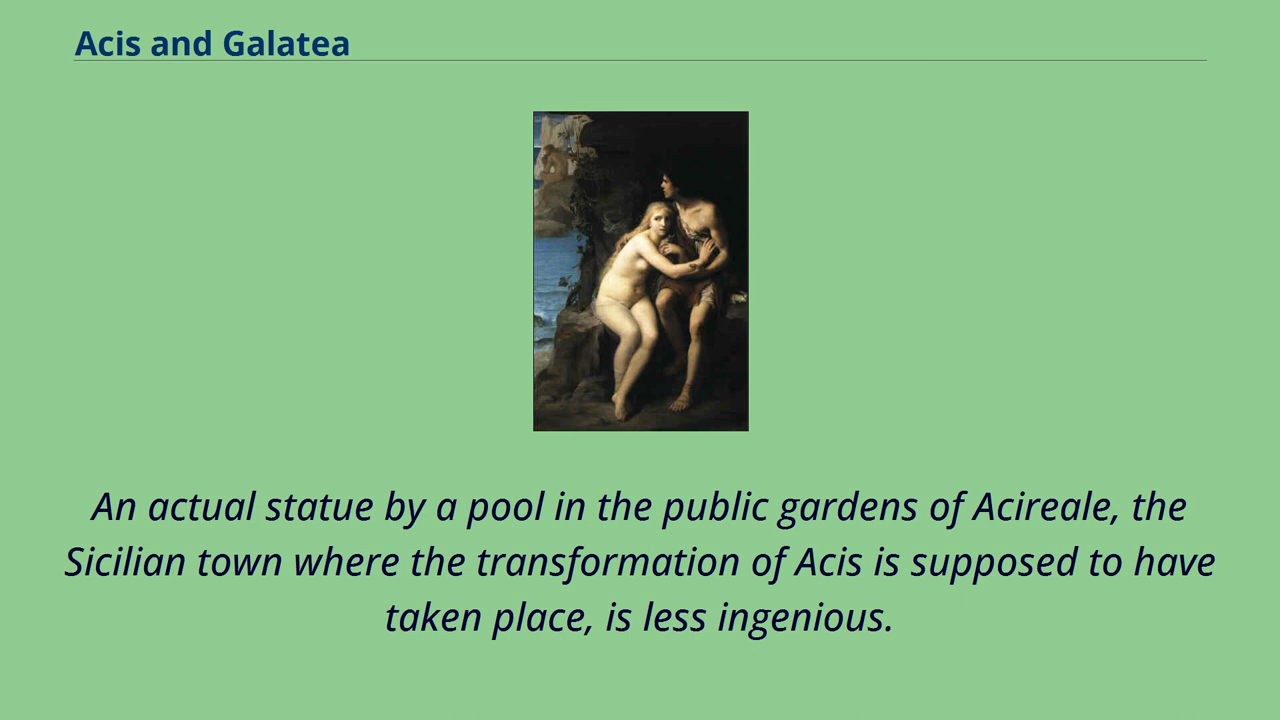 Acis and Galatea
An actual statue by a pool in the public gardens of Acireale, the
Sicilian town where the transformation of Acis is supposed to have
taken place, is less ingenious.